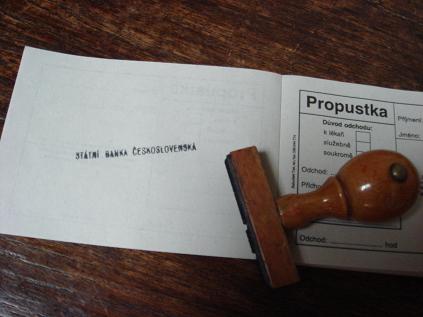 STÁTNÍ BANKA ČESKOSLOVENSKÁ
Propustka
Příjmení
Důvod odchodu:
Jméno:
k lékaři
služebně
soukromě
Odchod:
Odchod: hod